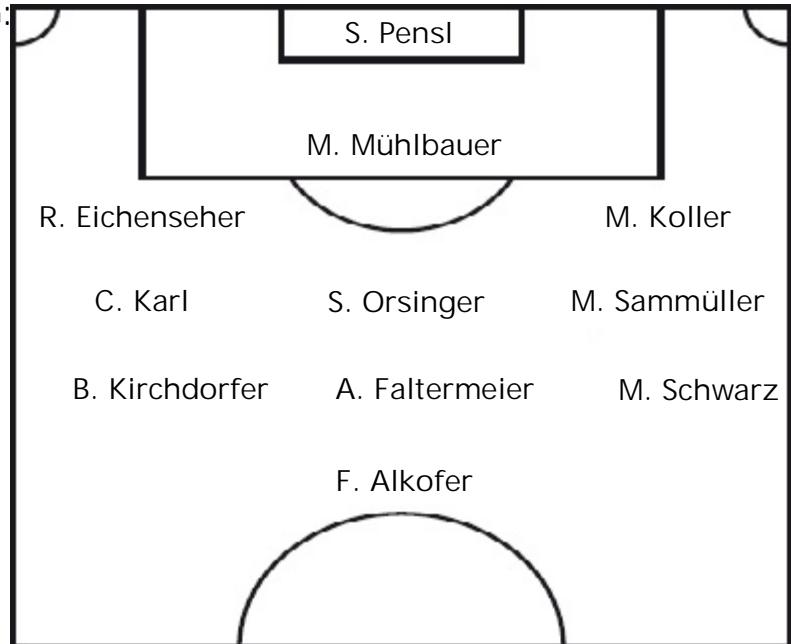 :
S. Pensl
M. Mühlbauer
R. Eichenseher M. Koller
C. Karl S. Orsinger M. Sammüller
B. Kirchdorfer A. Faltermeier M. Schwarz
F. Alkofer